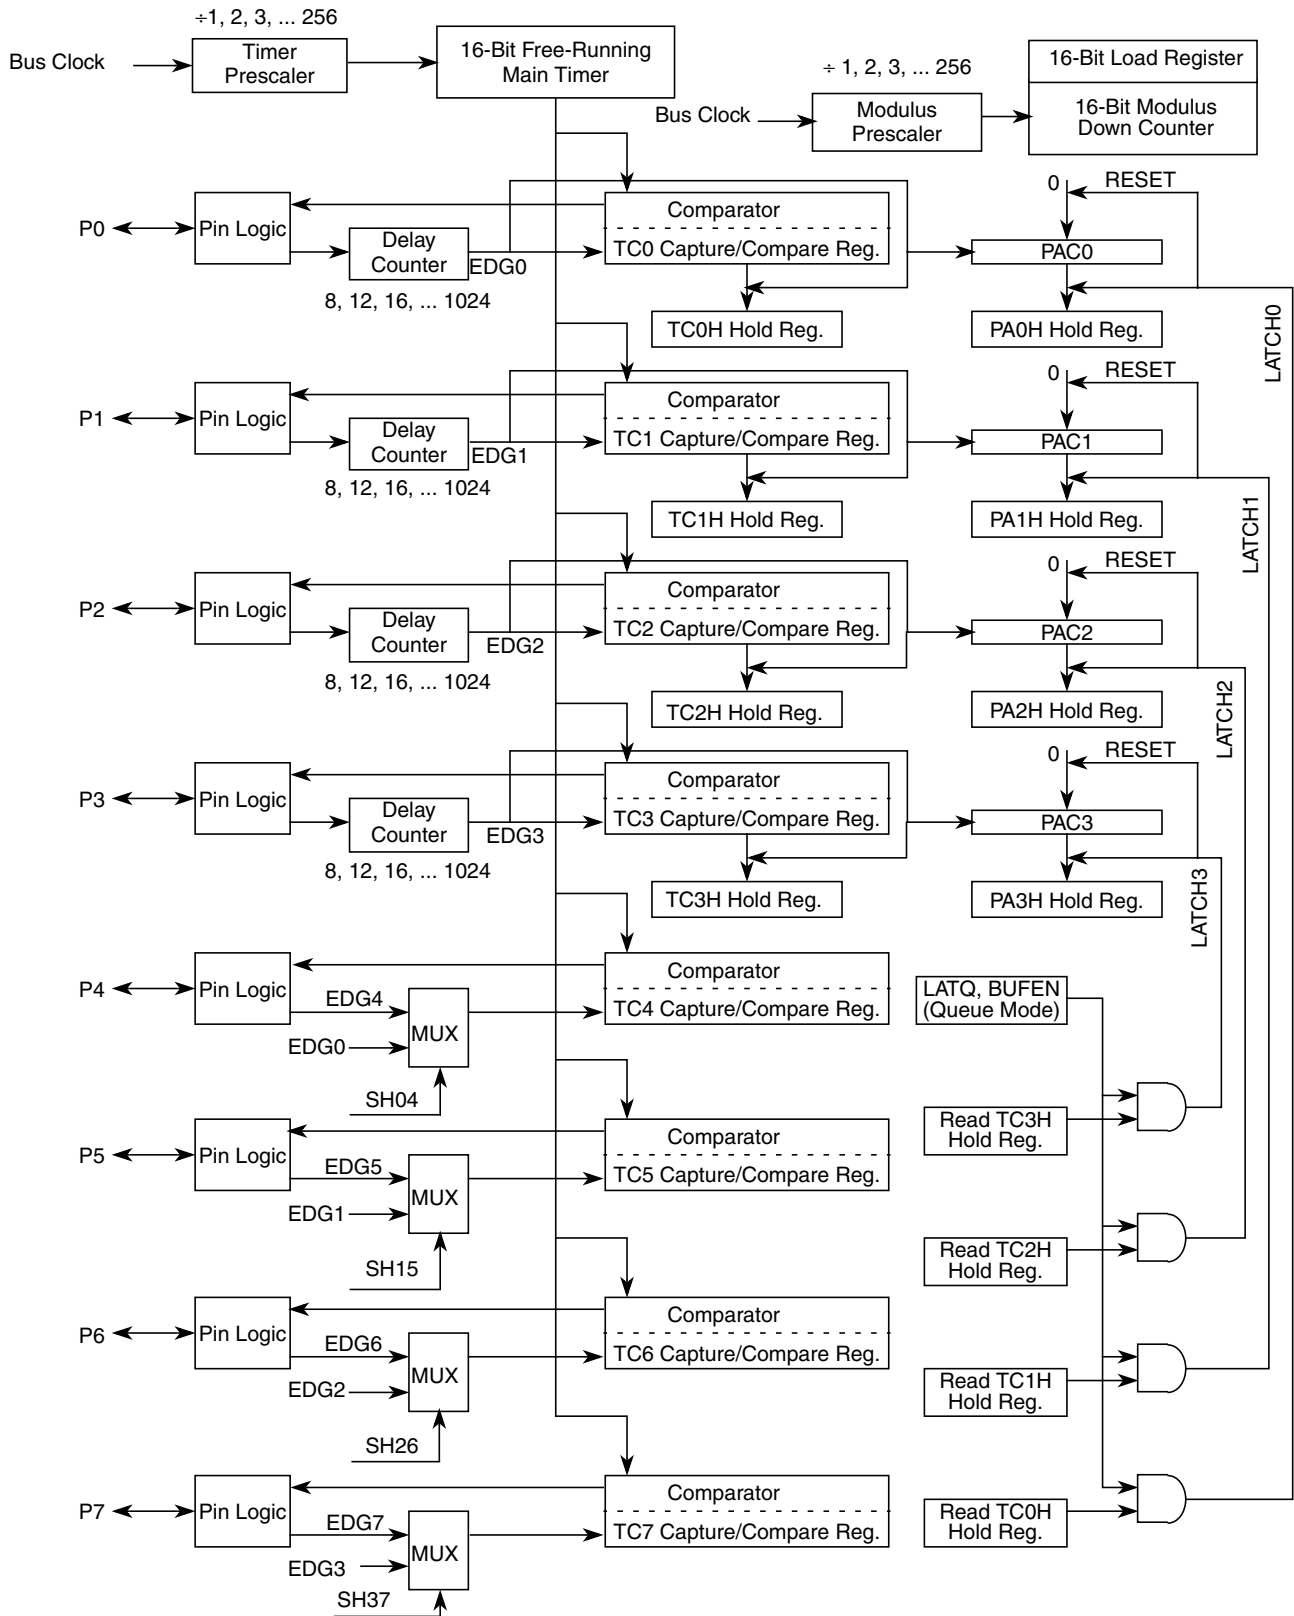 ÷1, 2, 3, ... 256
Bus Clock
Timer
Prescaler
16-Bit Free-Running
Main Timer
÷ 1, 2, 3, ... 256
Bus Clock
Modulus
Prescaler
16-Bit Load Register
16-Bit Modulus
Down Counter
P0
Pin Logic
Delay
Counter
8, 12, 16, ... 1024
EDG0
Comparator
TC0 Capture/Compare Reg.
TC0H Hold Reg.
0
RESET
PAC0
PA0H Hold Reg.
LATCH0
P1
Pin Logic
Delay
Counter
8, 12, 16, ... 1024
EDG1
Comparator
TC1 Capture/Compare Reg.
TC1H Hold Reg.
0
RESET
PAC1
PA1H Hold Reg.
LATCH1
P2
Pin Logic
Delay
Counter
8, 12, 16, ... 1024
EDG2
Comparator
TC2 Capture/Compare Reg.
TC2H Hold Reg.
0
RESET
PAC2
PA2H Hold Reg.
LATCH2
P3
Pin Logic
Delay
Counter
8, 12, 16, ... 1024
EDG3
Comparator
TC3 Capture/Compare Reg.
TC3H Hold Reg.
0
RESET
PAC3
PA3H Hold Reg.
LATCH3
P4
Pin Logic
EDG4
EDG0
MUX
SH04
Comparator
TC4 Capture/Compare Reg.
LATQ, BUFEN
(Queue Mode)
P5
Pin Logic
EDG5
EDG1
MUX
SH15
Comparator
TC5 Capture/Compare Reg.
Read TC3H
Hold Reg.
Read TC2H
Hold Reg.
P6
Pin Logic
EDG6
EDG2
MUX
SH26
Comparator
TC6 Capture/Compare Reg.
Read TC1H
Hold Reg.
P7
Pin Logic
EDG7
EDG3
MUX
SH37
Comparator
TC7 Capture/Compare Reg.
Read TC0H
Hold Reg.